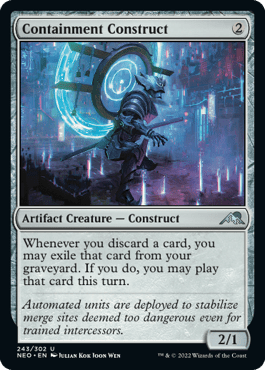 Containment Construct 2
Artifact Creature — Construct
Whenever you discard a card, you
may exile that card from your
graveyard. If you do, you may play
that card this turn.
Automated units are deployed to stabilize
merge sites deemed too dangerous even for
trained intercessors.
2/1
243/302 U
NEO • EN Julian Kok Joon Wen
™ & © 2022 Wizards of the Coast